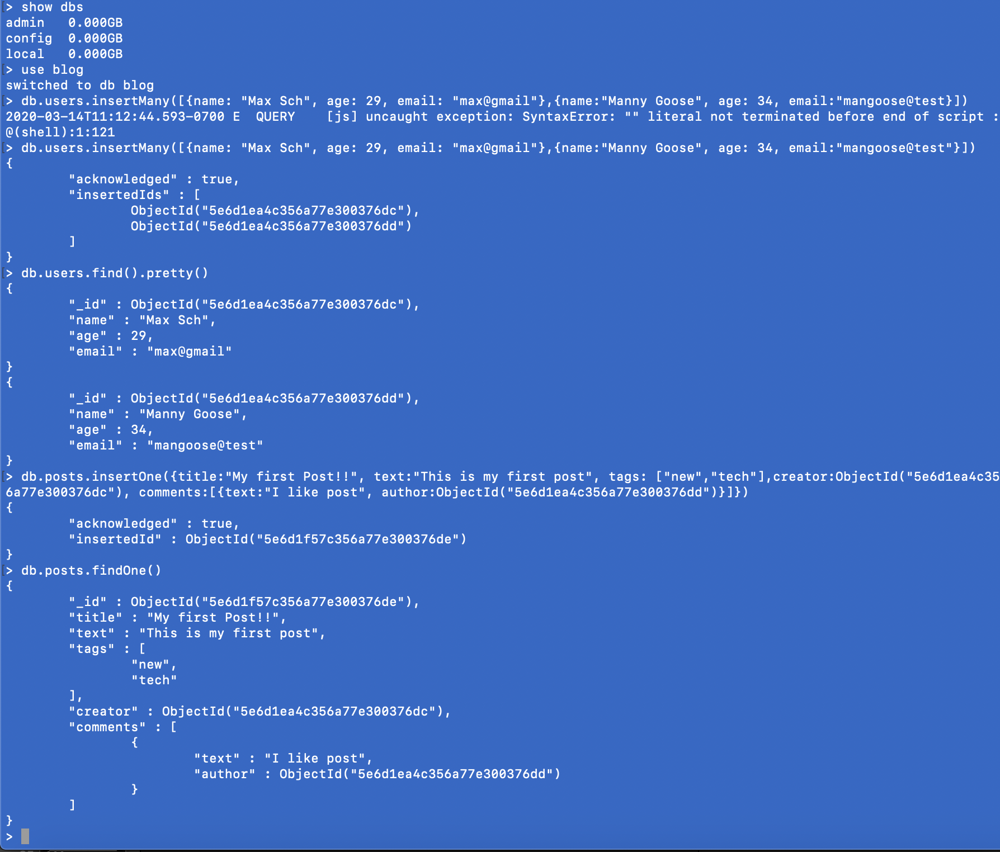 > show dbs
admin   0.000GB
config  0.000GB
local   0.000GB
> use blog
switched to db blog
> db.users.insertMany([{name: "Max Sch", age: 29, email: "max@gmail"},{name:"Manny Goose", age: 34, email:"mangoose@test}])
2020-03-14T11:12:44.593-0700 E  QUERY    [js] uncaught exception: SyntaxError: "" literal not terminated before end of script :
@(shell):1:121
> db.users.insertMany([{name: "Max Sch", age: 29, email: "max@gmail"},{name:"Manny Goose", age: 34, email:"mangoose@test"}])
{
        "acknowledged" : true,
        "insertedIds" : [
                ObjectId("5e6d1ea4c356a77e300376dc"),
                ObjectId("5e6d1ea4c356a77e300376dd")
        ]
}
> db.users.find().pretty()
{
        "_id" : ObjectId("5e6d1ea4c356a77e300376dc"),
        "name" : "Max Sch",
        "age" : 29,
        "email" : "max@gmail"
}
{
        "_id" : ObjectId("5e6d1ea4c356a77e300376dd"),
        "name" : "Manny Goose",
        "age" : 34,
        "email" : "mangoose@test"
}
> db.posts.insertOne({title:"My first Post!!", text:"This is my first post", tags: ["new","tech"],creator:ObjectId("5e6d1ea4c35
6a77e300376dc"), comments:[{text:"I like post", author:ObjectId("5e6d1ea4c356a77e300376dd")}]})
{
        "acknowledged" : true,
        "insertedId" : ObjectId("5e6d1f57c356a77e300376de")
}
> db.posts.findOne()
{
        "_id" : ObjectId("5e6d1f57c356a77e300376de"),
        "title" : "My first Post!!",
        "text" : "This is my first post",
        "tags" : [
                "new",
                "tech"
        ],
        "creator" : ObjectId("5e6d1ea4c356a77e300376dc"),
        "comments" : [
                {
                        "text" : "I like post",
                        "author" : ObjectId("5e6d1ea4c356a77e300376dd")
                }
        ]
}
>